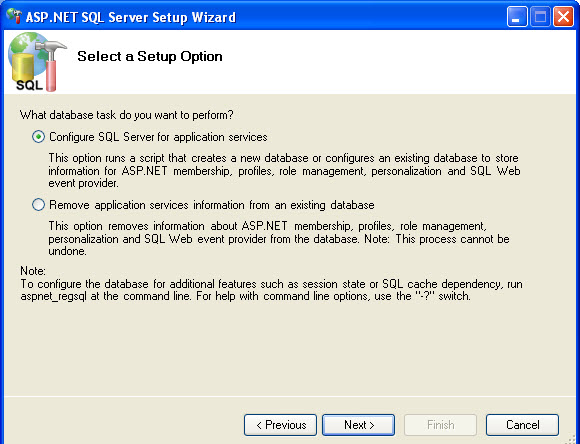 ASP.NET SQL Server Setup Wizard
SQL
Select a Setup Option
What database task do you want to perform?
Configure SQL Server for application services
This option runs a script that creates a new database or configures an existing database to store
information for ASP.NET membership, profiles, role management, personalization and SQL Web
event provider.
Remove application services information from an existing database
This option removes information about ASP.NET membership, profiles, role management,
personalization and SQL Web event provider from the database. Note: This process cannot be
undone.
Note:
To configure the database for additional features such as session state or SQL cache dependency, run
aspnet_regsql at the command line. For help with command line options, use the "-?" switch.
< Previous
Next >
Finish
Cancel